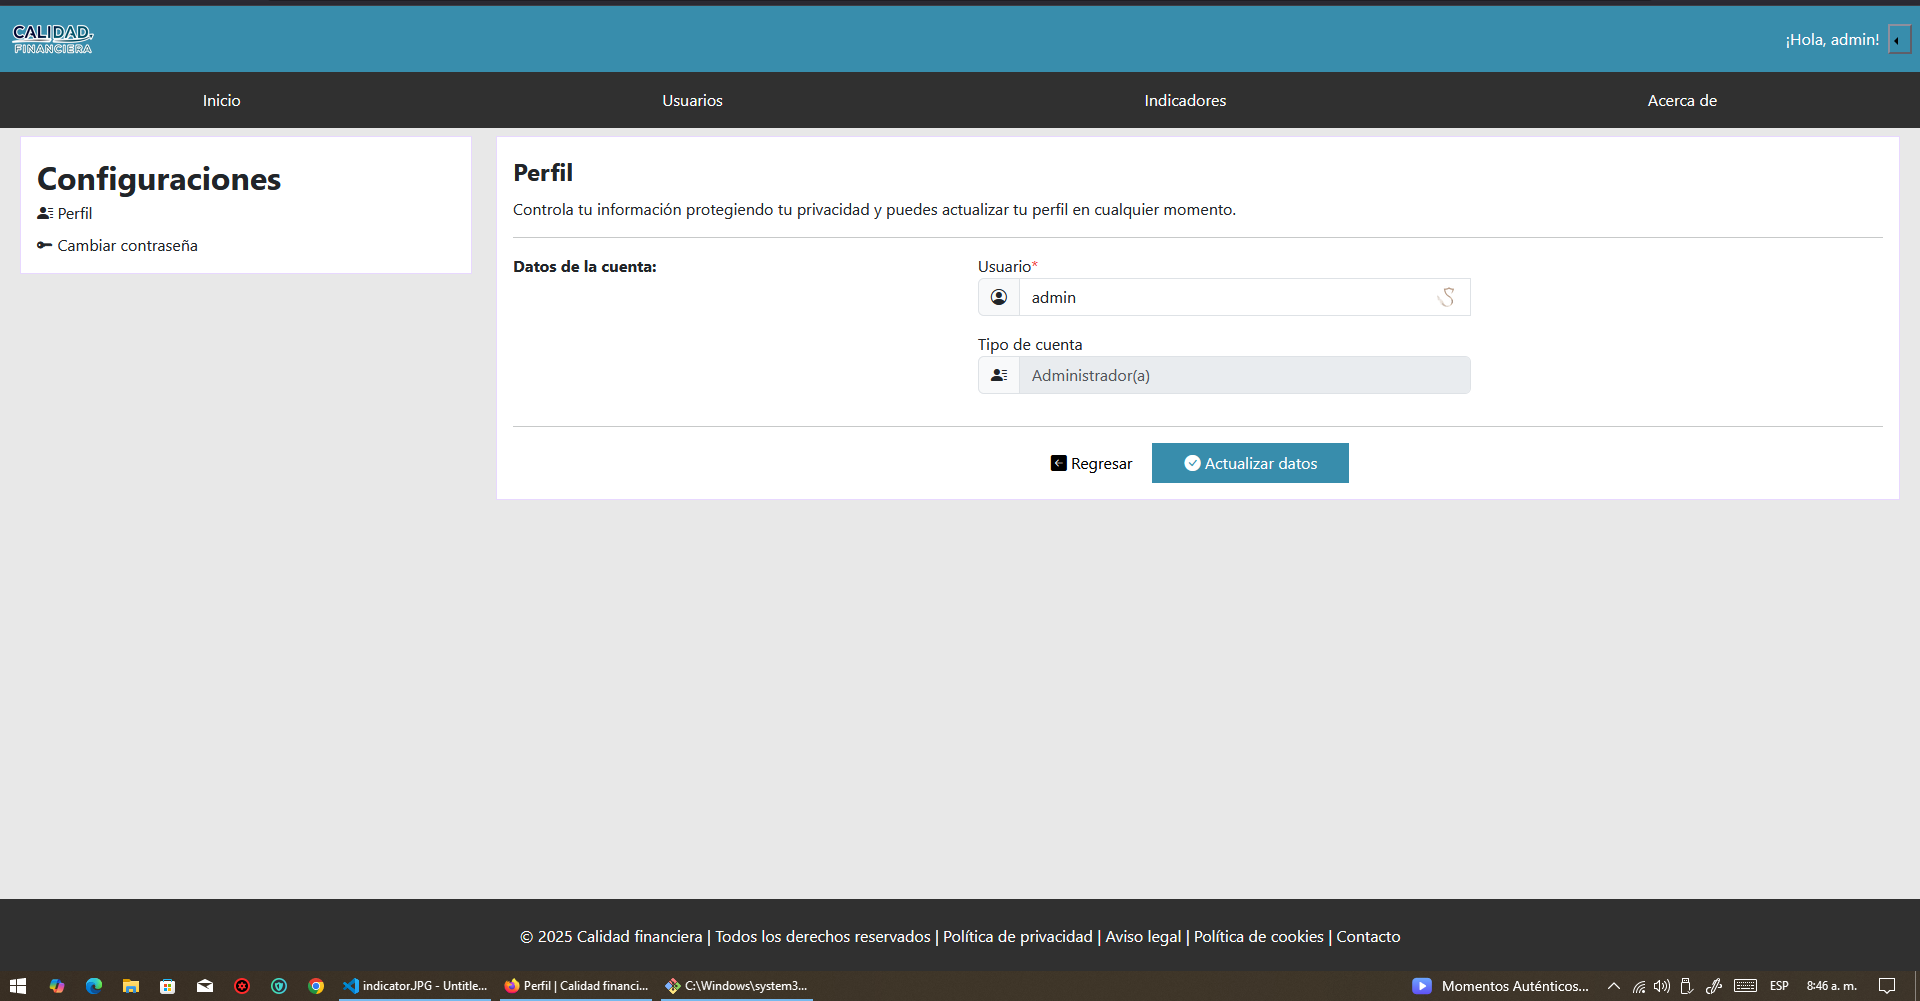 CALIDAD
FINANCIERA
¡Hola, admin!
Inicio
Usuarios
Indicadores
Acerca de
Configuraciones
Perfil
Cambiar contraseña
Perfil
Controla tu información protegiendo tu privacidad y puedes actualizar tu perfil en cualquier momento.
Datos de la cuenta:
Usuario*
admin
Tipo de cuenta
Administrador(a)
Regresar
Actualizar datos
© 2025 Calidad financiera | Todos los derechos reservados | Política de privacidad | Aviso legal | Política de cookies | Contacto
indicator.JPG - Untitle...
Perfil | Calidad financi...
C:\Windows\system3...
Momentos Auténticos...
ESP
8:46 a. m.